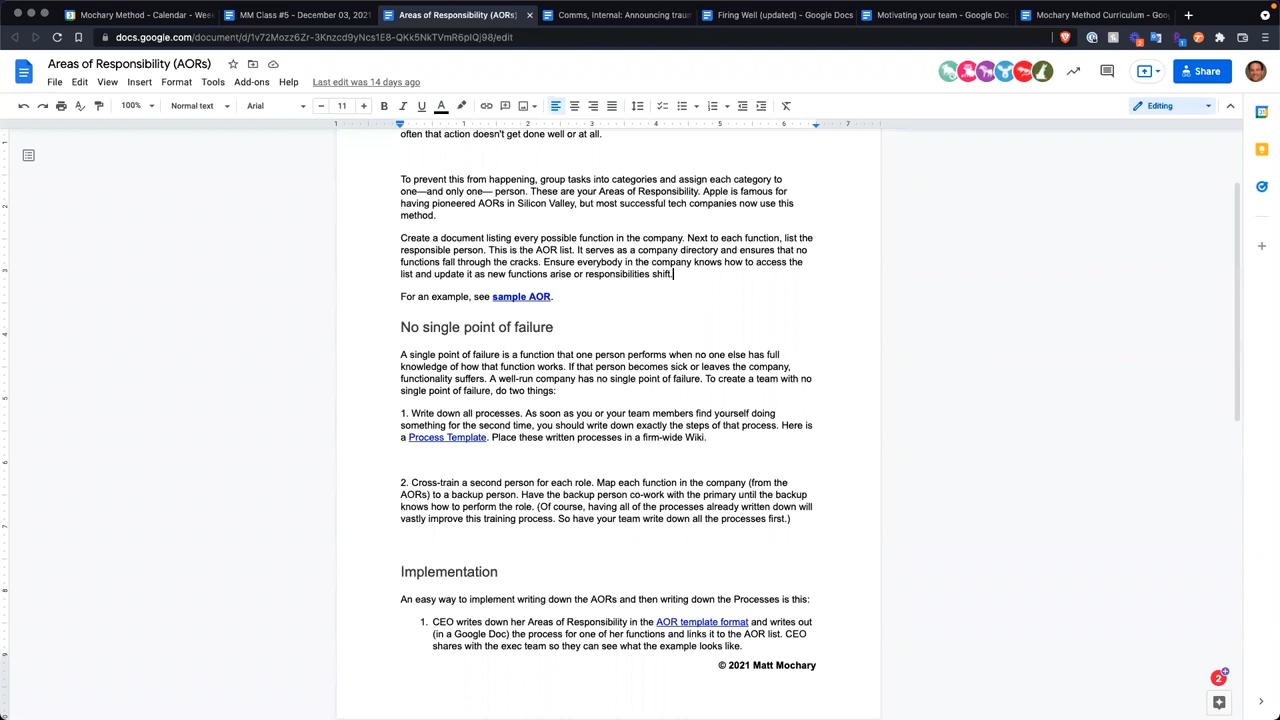 Mochary Method - Calendar - Week
MM Class #5 - December 03, 2021
Areas of Responsibility (AORs)
Comms, Internal: Announcing traum
Firing Well (updated) - Google Docs
Motivating your team - Google Doc
Mochary Method Curriculum - Goo
docs.google.com/document/d/1v72Mozz6Zr-3Knzcd9yNcs1E8-QKk5NkTVmR6pIQj98/edit
Areas of Responsibility (AORs)
File Edit View Insert Format Tools Add-ons Help Last edit was 14 days ago
Share
100% Normal text Arial 11 B I U A Editing
1 1 2 3 4 5 6 7
often that action doesn't get done well or at all.
To prevent this from happening, group tasks into categories and assign each category to
one—and only one— person. These are your Areas of Responsibility. Apple is famous for
having pioneered AORs in Silicon Valley, but most successful tech companies now use this
method.
Create a document listing every possible function in the company. Next to each function, list the
responsible person. This is the AOR list. It serves as a company directory and ensures that no
functions fall through the cracks. Ensure everybody in the company knows how to access the
list and update it as new functions arise or responsibilities shift.
For an example, see sample AOR.
No single point of failure
A single point of failure is a function that one person performs when no one else has full
knowledge of how that function works. If that person becomes sick or leaves the company,
functionality suffers. A well-run company has no single point of failure. To create a team with no
single point of failure, do two things:
1. Write down all processes. As soon as you or your team members find yourself doing
something for the second time, you should write down exactly the steps of that process. Here is
a Process Template. Place these written processes in a firm-wide Wiki.
2. Cross-train a second person for each role. Map each function in the company (from the
AORs) to a backup person. Have the backup person co-work with the primary until the backup
knows how to perform the role. (Of course, having all of the processes already written down will
vastly improve this training process. So have your team write down all the processes first.)
Implementation
An easy way to implement writing down the AORs and then writing down the Processes is this:
1. CEO writes down her Areas of Responsibility in the AOR template format and writes out
(in a Google Doc) the process for one of her functions and links it to the AOR list. CEO
shares with the exec team so they can see what the example looks like.
© 2021 Matt Mochary
2